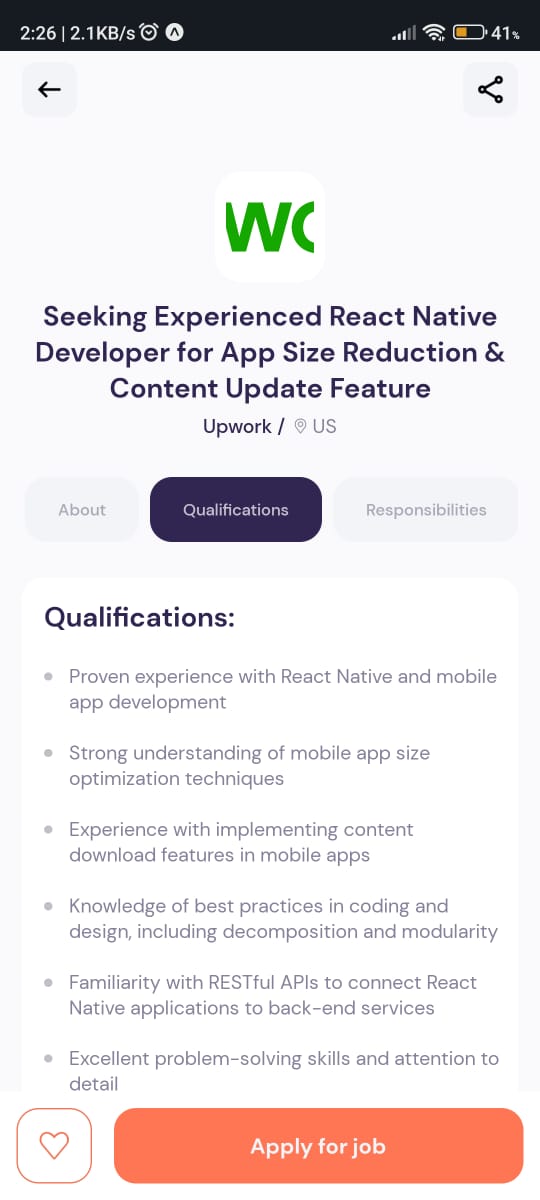 2:26 | 2.1KB/s 41%
WC
Seeking Experienced React Native
Developer for App Size Reduction &
Content Update Feature
Upwork / US
About Qualifications Responsibilities
Qualifications:
Proven experience with React Native and mobile
app development
Strong understanding of mobile app size
optimization techniques
Experience with implementing content
download features in mobile apps
Knowledge of best practices in coding and
design, including decomposition and modularity
Familiarity with RESTful APIs to connect React
Native applications to back-end services
Excellent problem-solving skills and attention to
detail
Apply for job